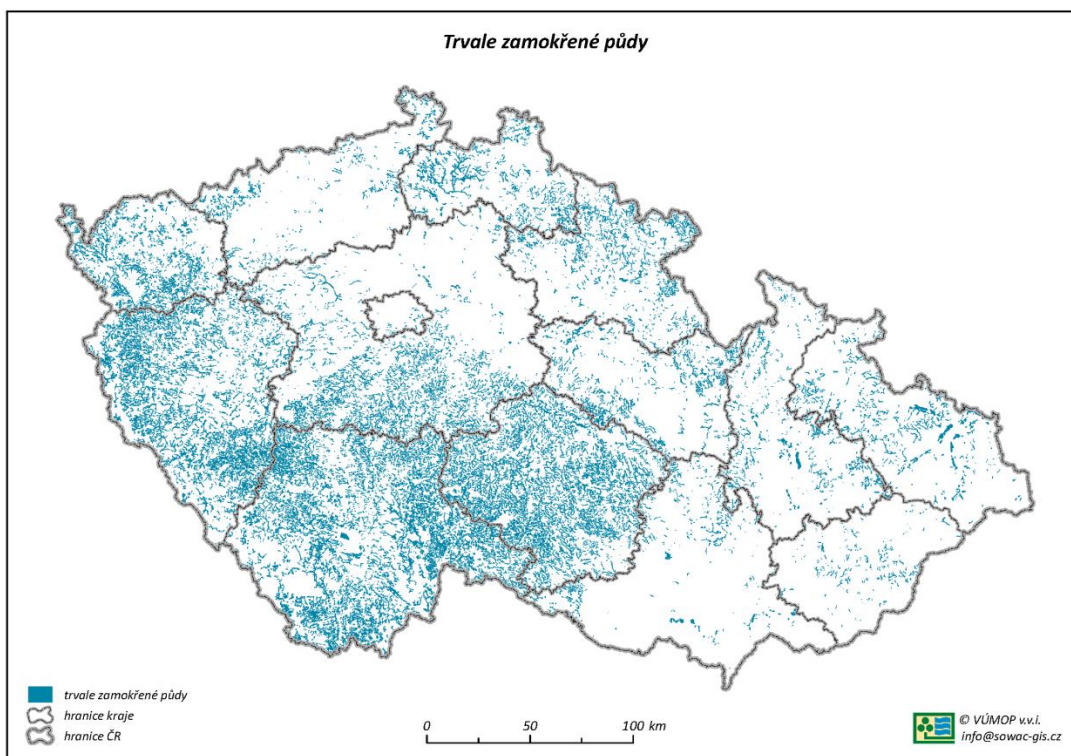 Trvale zamokřené půdy
trvale zamokřené půdy
hranice kraje
hranice ČR
0 50 100 km
© VÚMOP v.v.i.
info@sowac-gis.cz